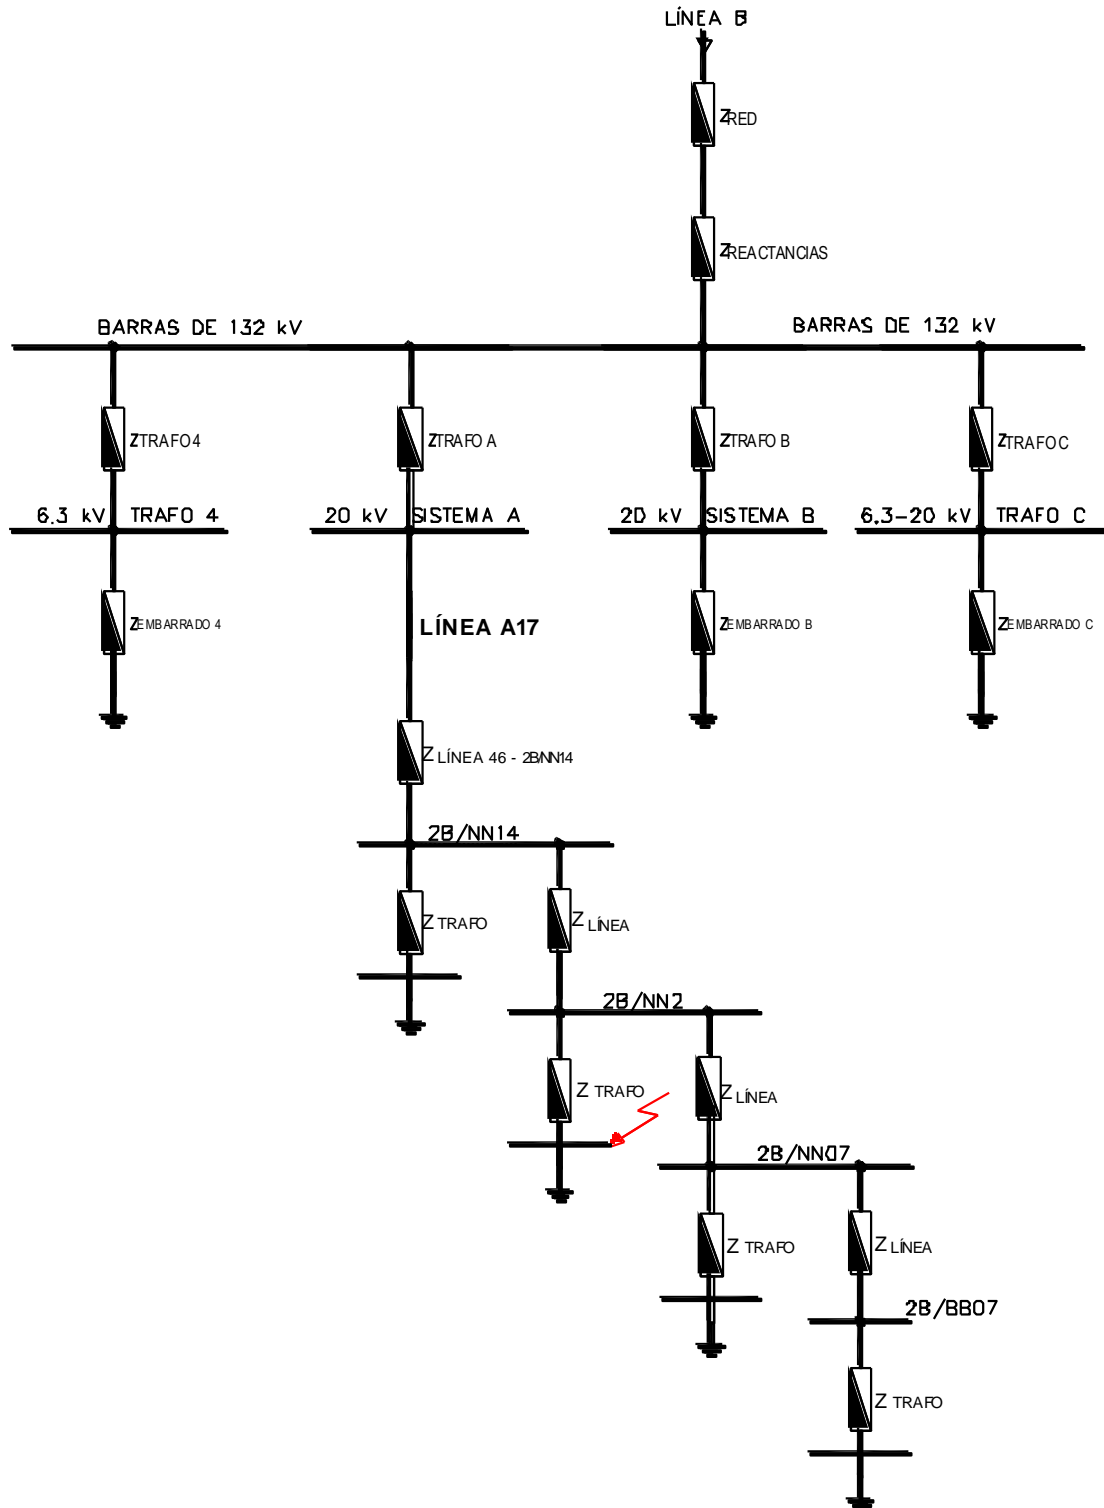 LÍNEA B
ZRED
ZREACTANCIAS
BARRAS DE 132 kV
BARRAS DE 132 kV
ZTRAFO 4
ZTRAFO A
ZTRAFO B
ZTRAFO C
6.3 kV TRAFO 4
20 kV SISTEMA A
20 kV SISTEMA B
6,3-20 kV TRAFO C
ZEMBARRADO 4
LÍNEA A17
ZEMBARRADO B
ZEMBARRADO C
Z LÍNEA 46 - 2B/NN14
2B/NN14
Z TRAFO
Z LÍNEA
2B/NN2
Z TRAFO
Z LÍNEA
2B/NN07
Z TRAFO
Z LÍNEA
2B/BB07
Z TRAFO